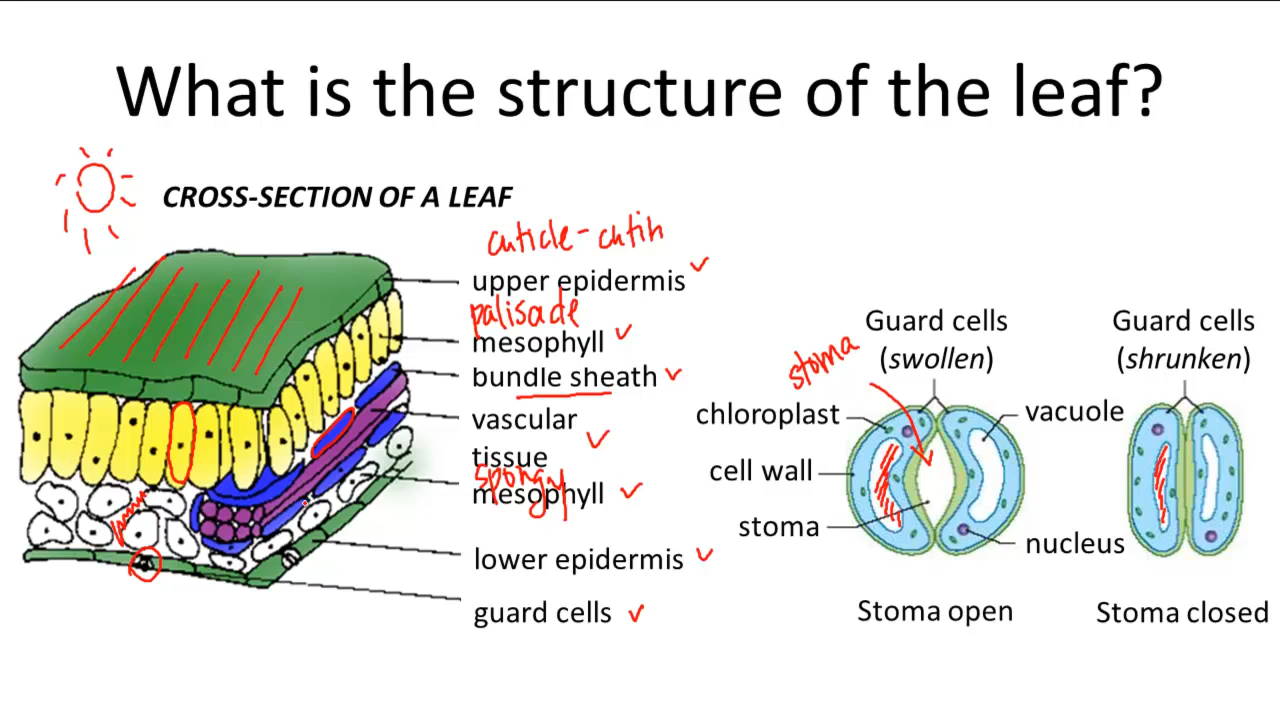 What is the structure of the leaf?
CROSS-SECTION OF A LEAF
cuticle - cutin
upper epidermis
palisade
mesophyll
bundle sheath
vascular
tissue
spongy
mesophyll
lower epidermis
guard cells
stoma
Guard cells
(swollen)
chloroplast
cell wall
stoma
vacuole
nucleus
Stoma open
Guard cells
(shrunken)
Stoma closed